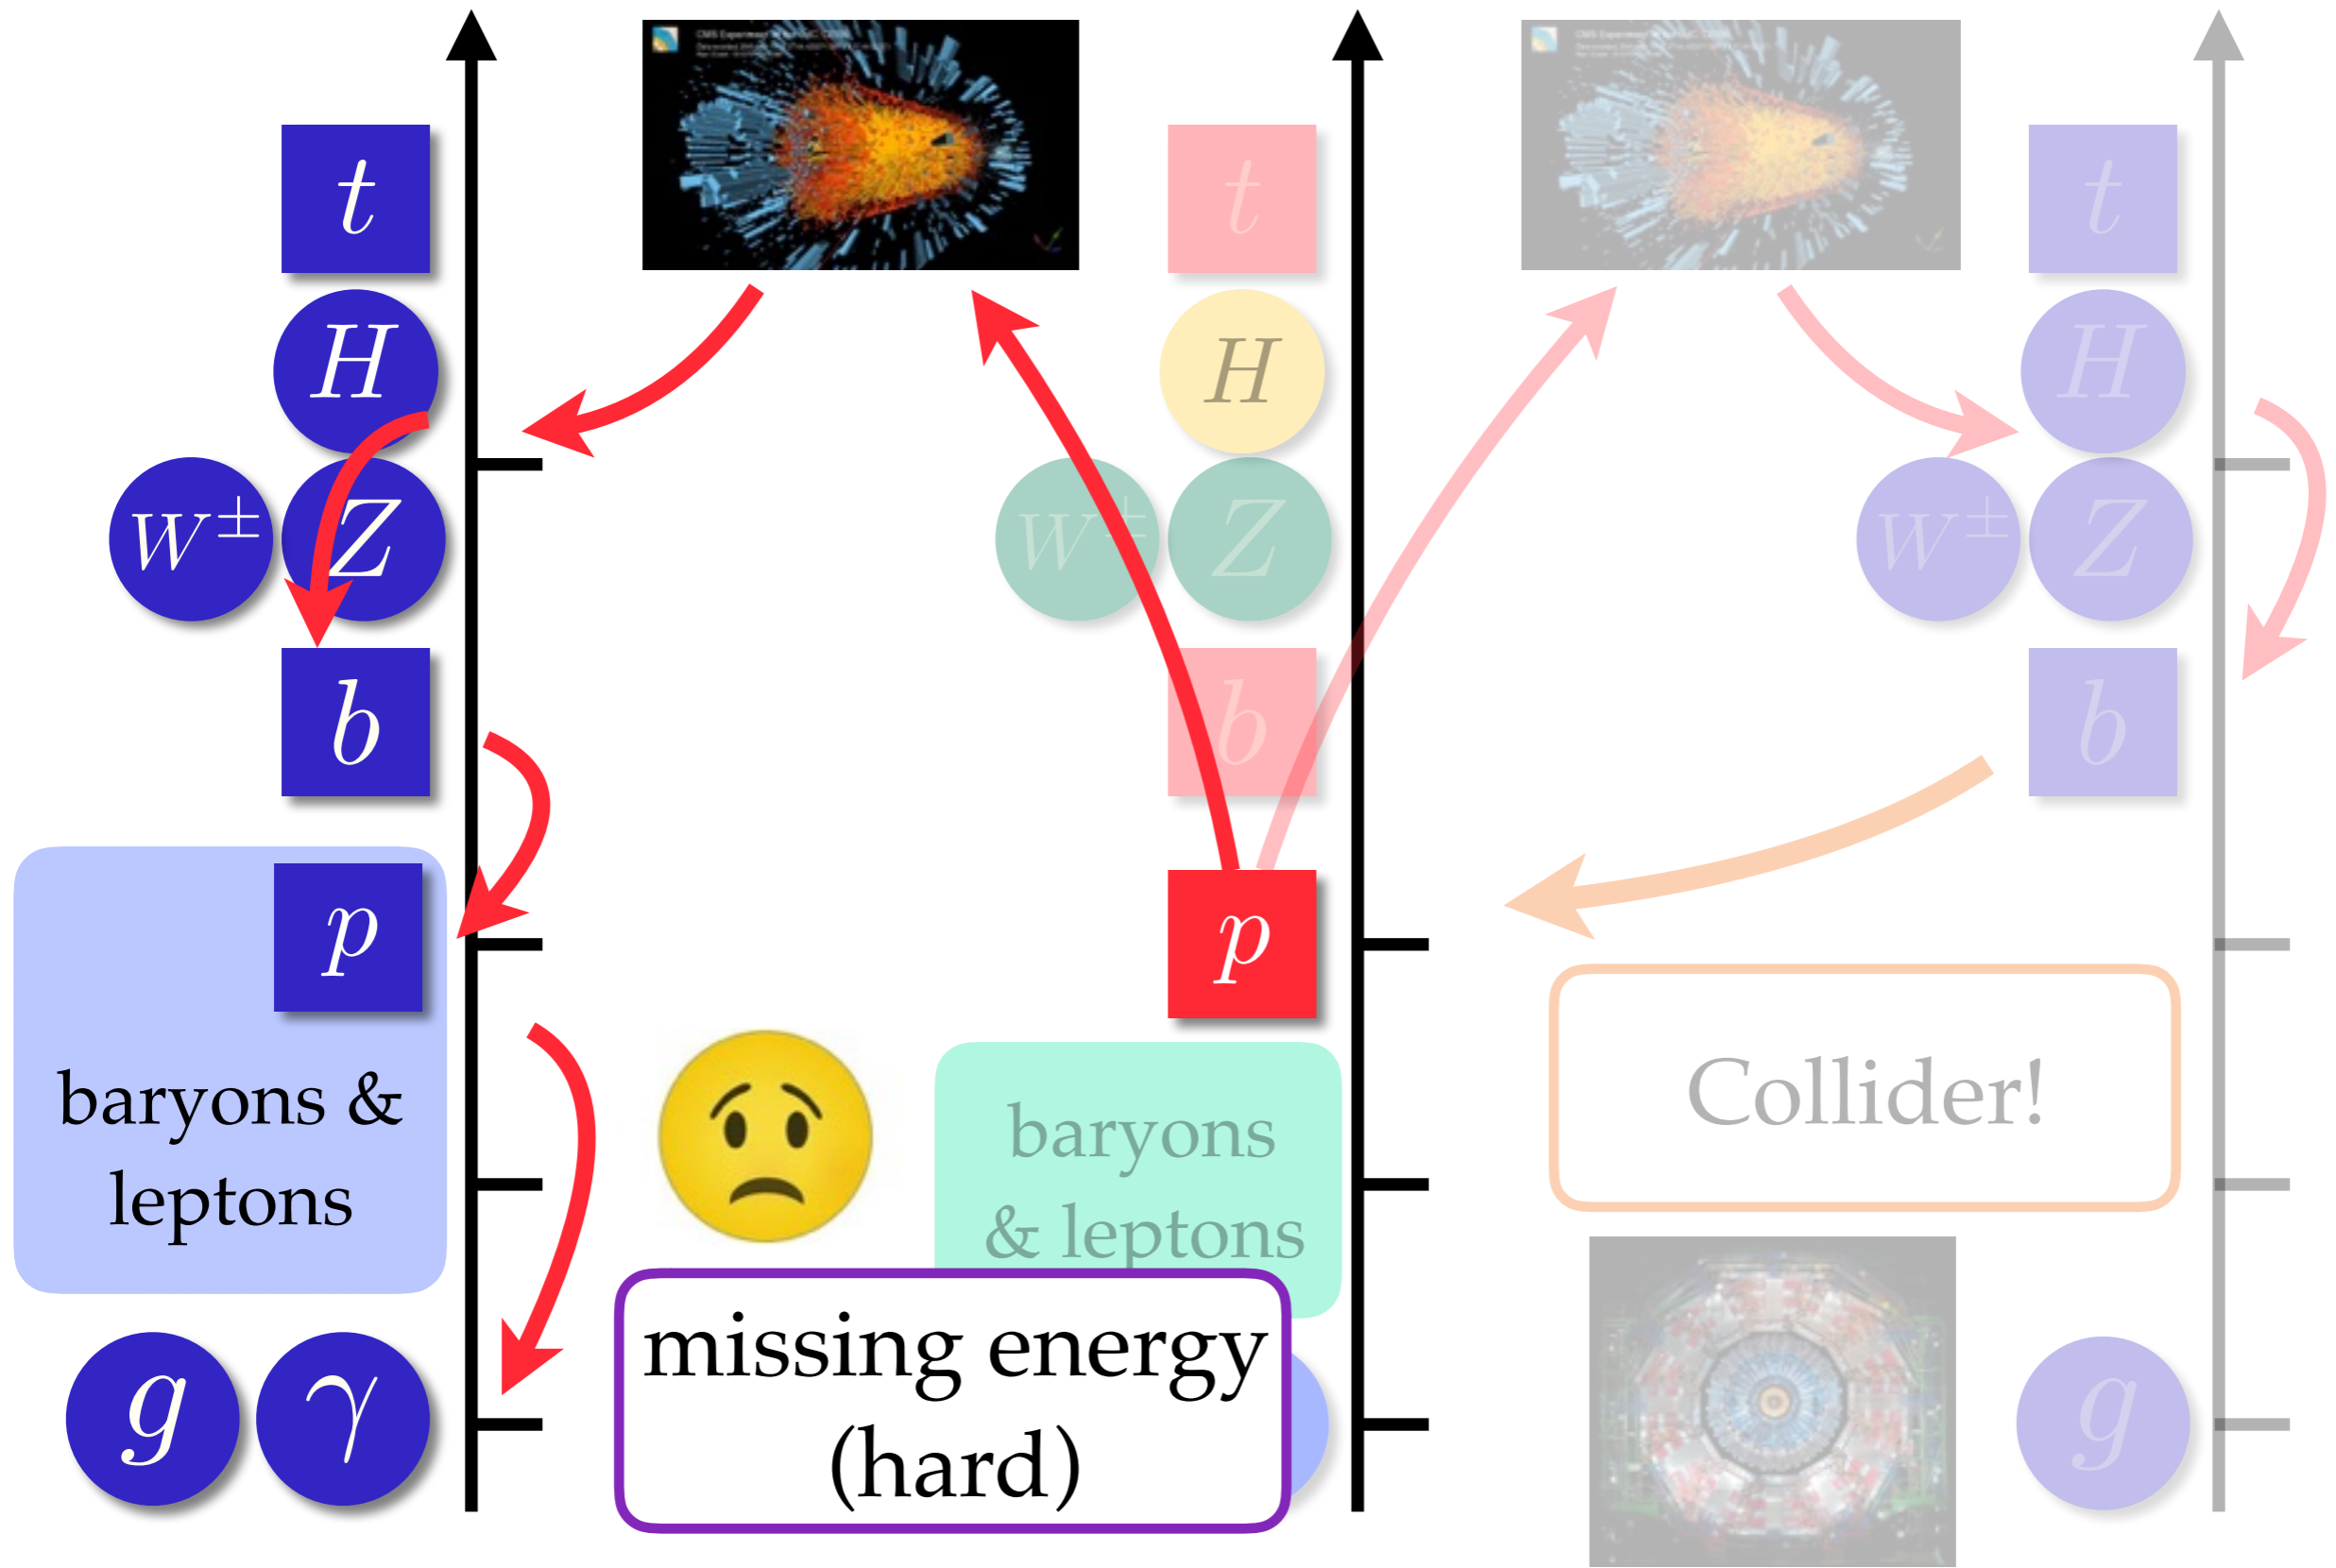 t
H
W±
Z
b
p
baryons &
leptons
g
γ
t
H
W±
Z
b
p
baryons
& leptons
missing energy
(hard)
t
H
W±
Z
b
Collider!
g